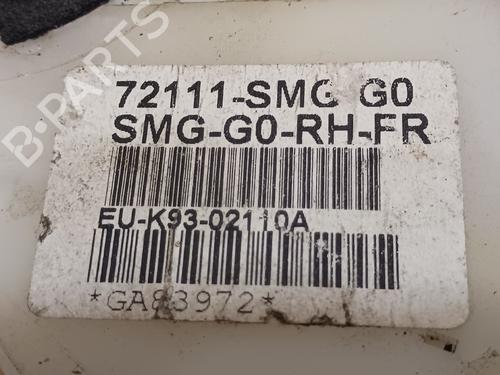 B-PARTS
72111-SMG G0
SMG-G0-RH-FR
EU-K93-02110A
*GA83972*